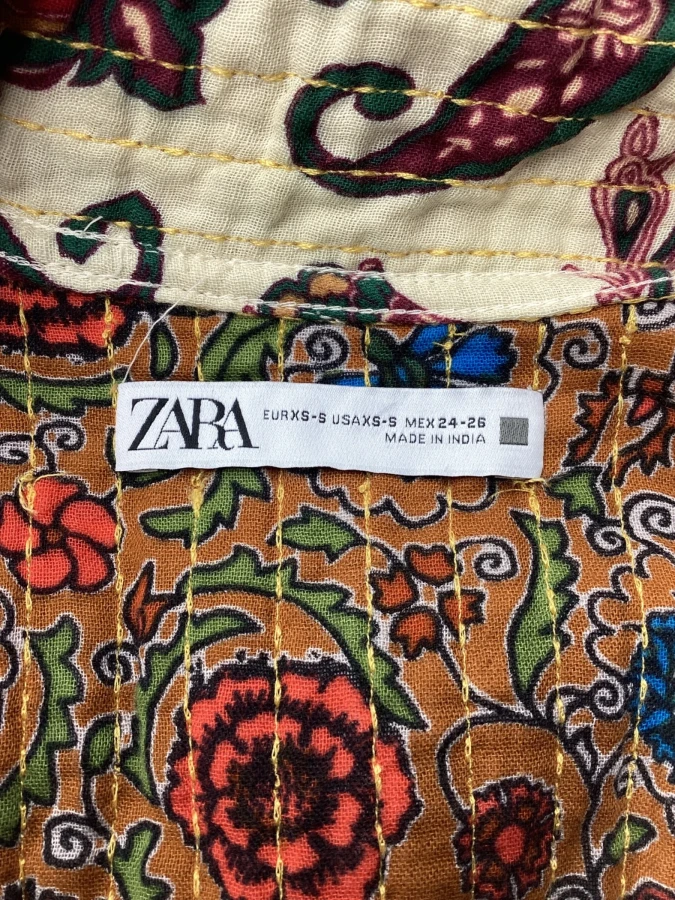 ZARA
EUR XS-S USA XS-S MEX 24-26
MADE IN INDIA